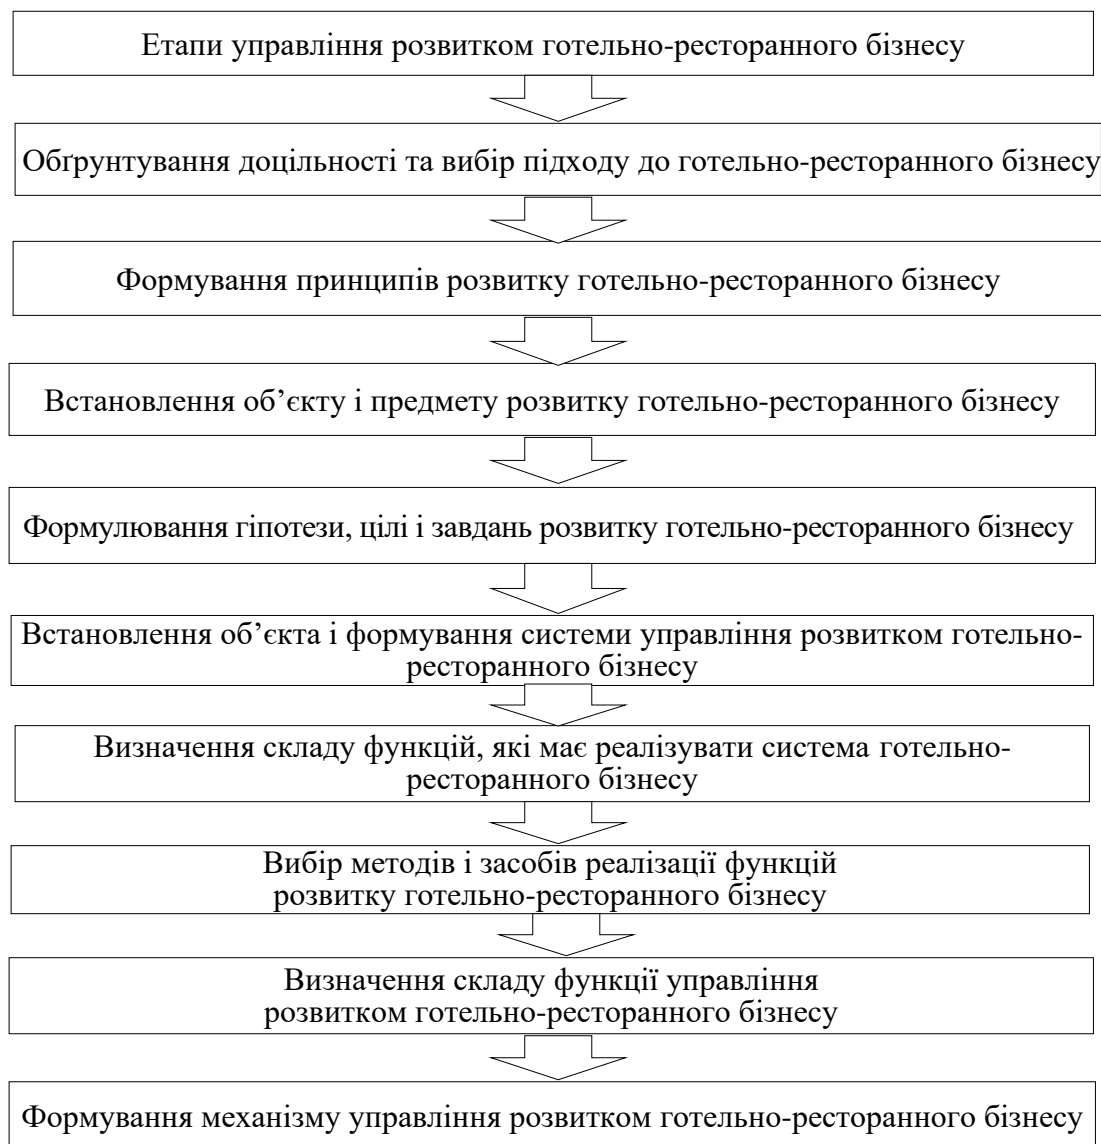 Етапи управління розвитком готельно-ресторанного бізнесу
Обґрунтування доцільності та вибір підходу до готельно-ресторанного бізнесу
Формування принципів розвитку готельно-ресторанного бізнесу
Встановлення об’єкту і предмету розвитку готельно-ресторанного бізнесу
Формулювання гіпотези, цілі і завдань розвитку готельно-ресторанного бізнесу
Встановлення об’єкта і формування системи управління розвитком готельно-
ресторанного бізнесу
Визначення складу функцій, які має реалізувати система готельно-
ресторанного бізнесу
Вибір методів і засобів реалізації функцій
розвитку готельно-ресторанного бізнесу
Визначення складу функції управління
розвитком готельно-ресторанного бізнесу
Формування механізму управління розвитком готельно-ресторанного бізнесу